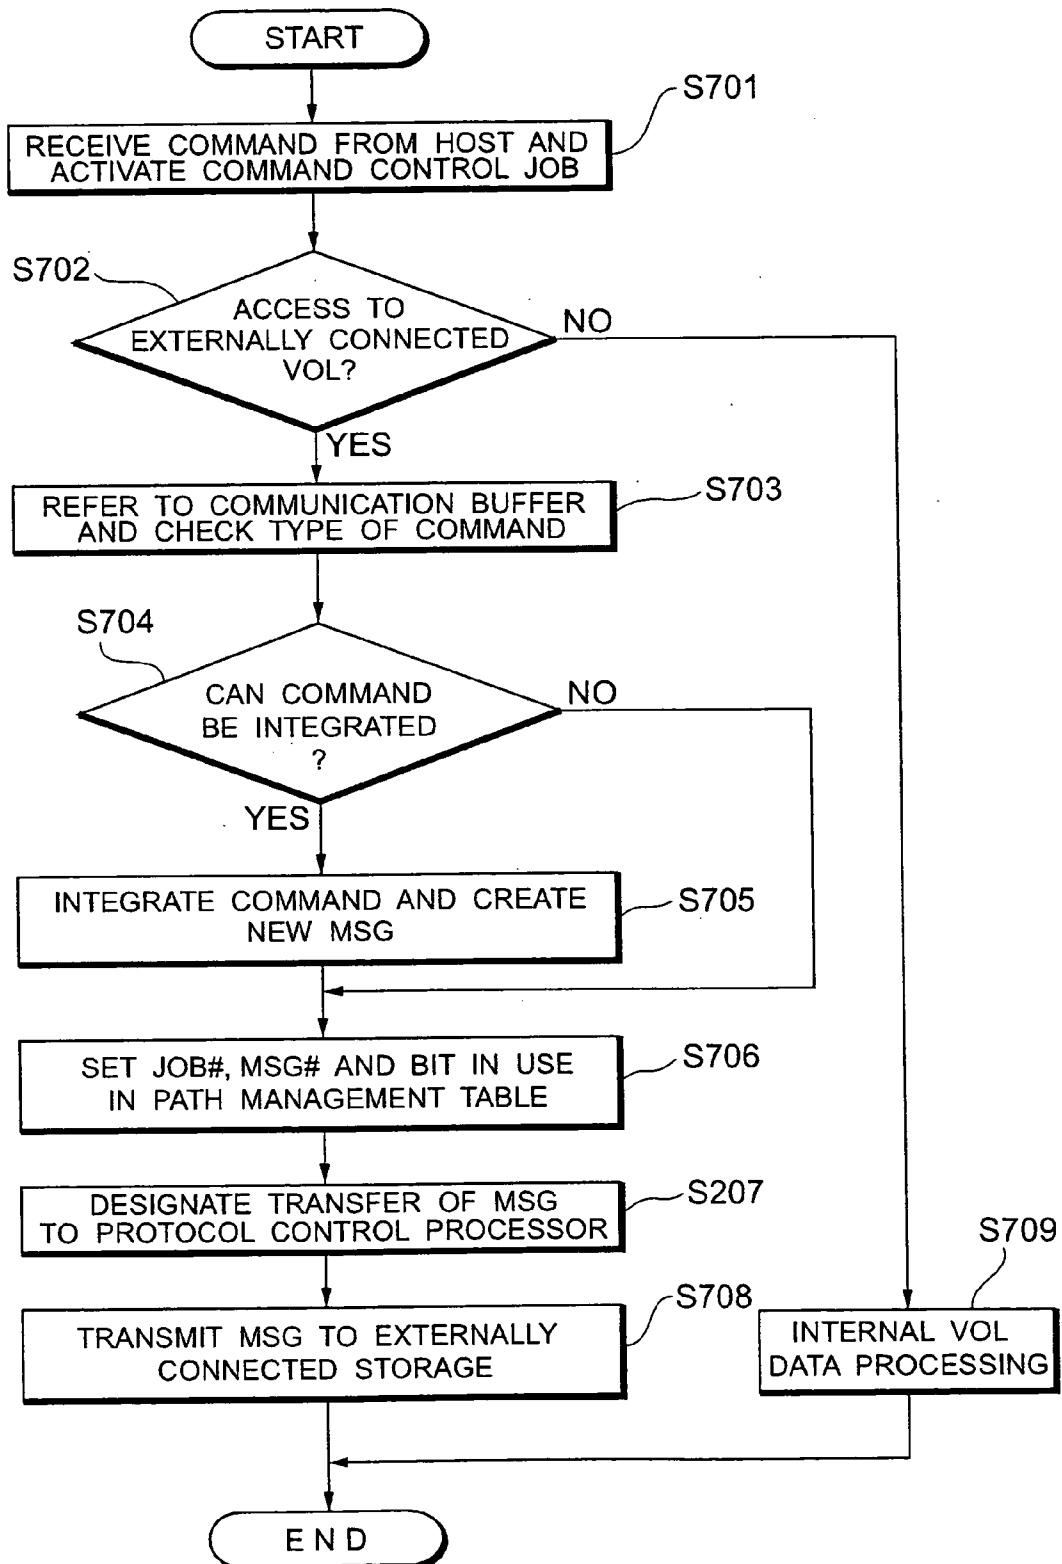 START
S701
RECEIVE COMMAND FROM HOST AND
ACTIVATE COMMAND CONTROL JOB
S702
ACCESS TO
EXTERNALLY CONNECTED
VOL?
NO
YES
S703
REFER TO COMMUNICATION BUFFER
AND CHECK TYPE OF COMMAND
S704
CAN COMMAND
BE INTEGRATED
?
NO
YES
INTEGRATE COMMAND AND CREATE
NEW MSG
S705
SET JOB#, MSG# AND BIT IN USE
IN PATH MANAGEMENT TABLE
S706
DESIGNATE TRANSFER OF MSG
TO PROTOCOL CONTROL PROCESSOR
S207
TRANSMIT MSG TO EXTERNALLY
CONNECTED STORAGE
S708
S709
INTERNAL VOL
DATA PROCESSING
END